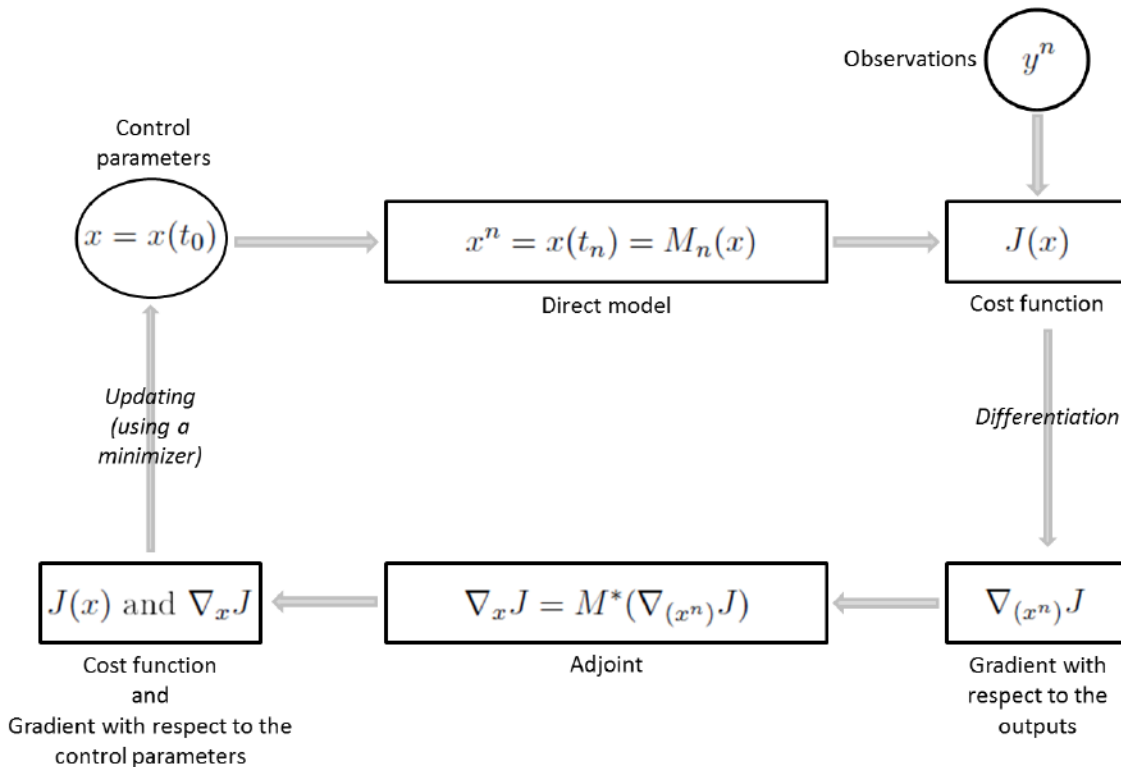 Observations
y^n
Control
parameters
x = x(t_0)
x^n = x(t_n) = M_n(x)
J(x)
Direct model
Cost function
Updating
(using a
minimizer)
Differentiation
J(x) and ∇_x J
∇_x J = M^*(∇_{(x^n)} J)
∇_{(x^n)} J
Cost function
and
Gradient with respect to the
control parameters
Adjoint
Gradient with
respect to the
outputs